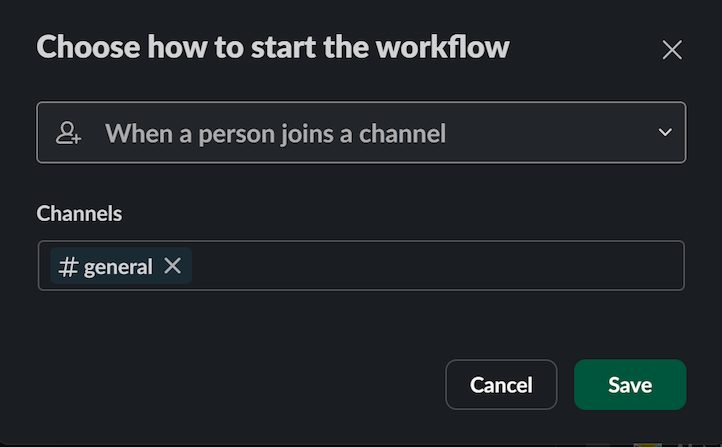 Choose how to start the workflow
When a person joins a channel
Channels
# general
Cancel
Save